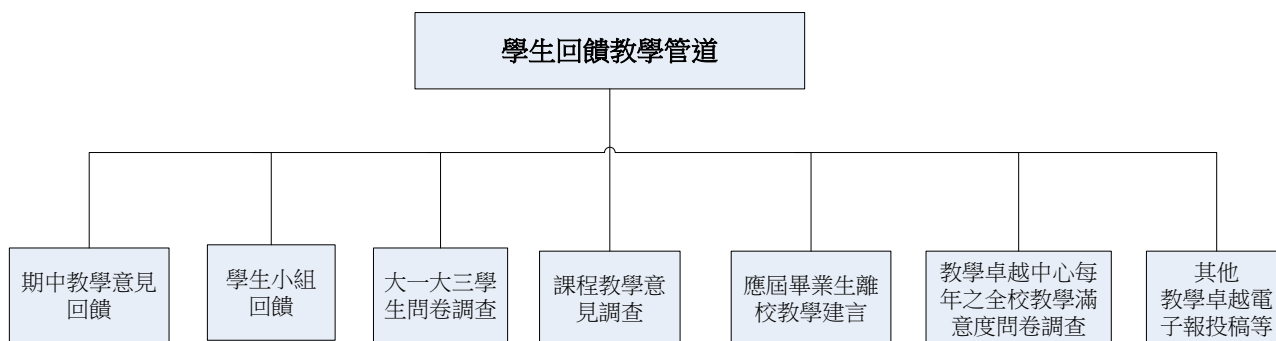 學生回饋教學管道
期中教學意見
回饋
學生小組
回饋
大一大三學
生問卷調查
課程教學意
見調查
應屆畢業生離
校教學建言
教學卓越中心每
年之全校教學滿
意度問卷調查
其他
教學卓越電
子報投稿等